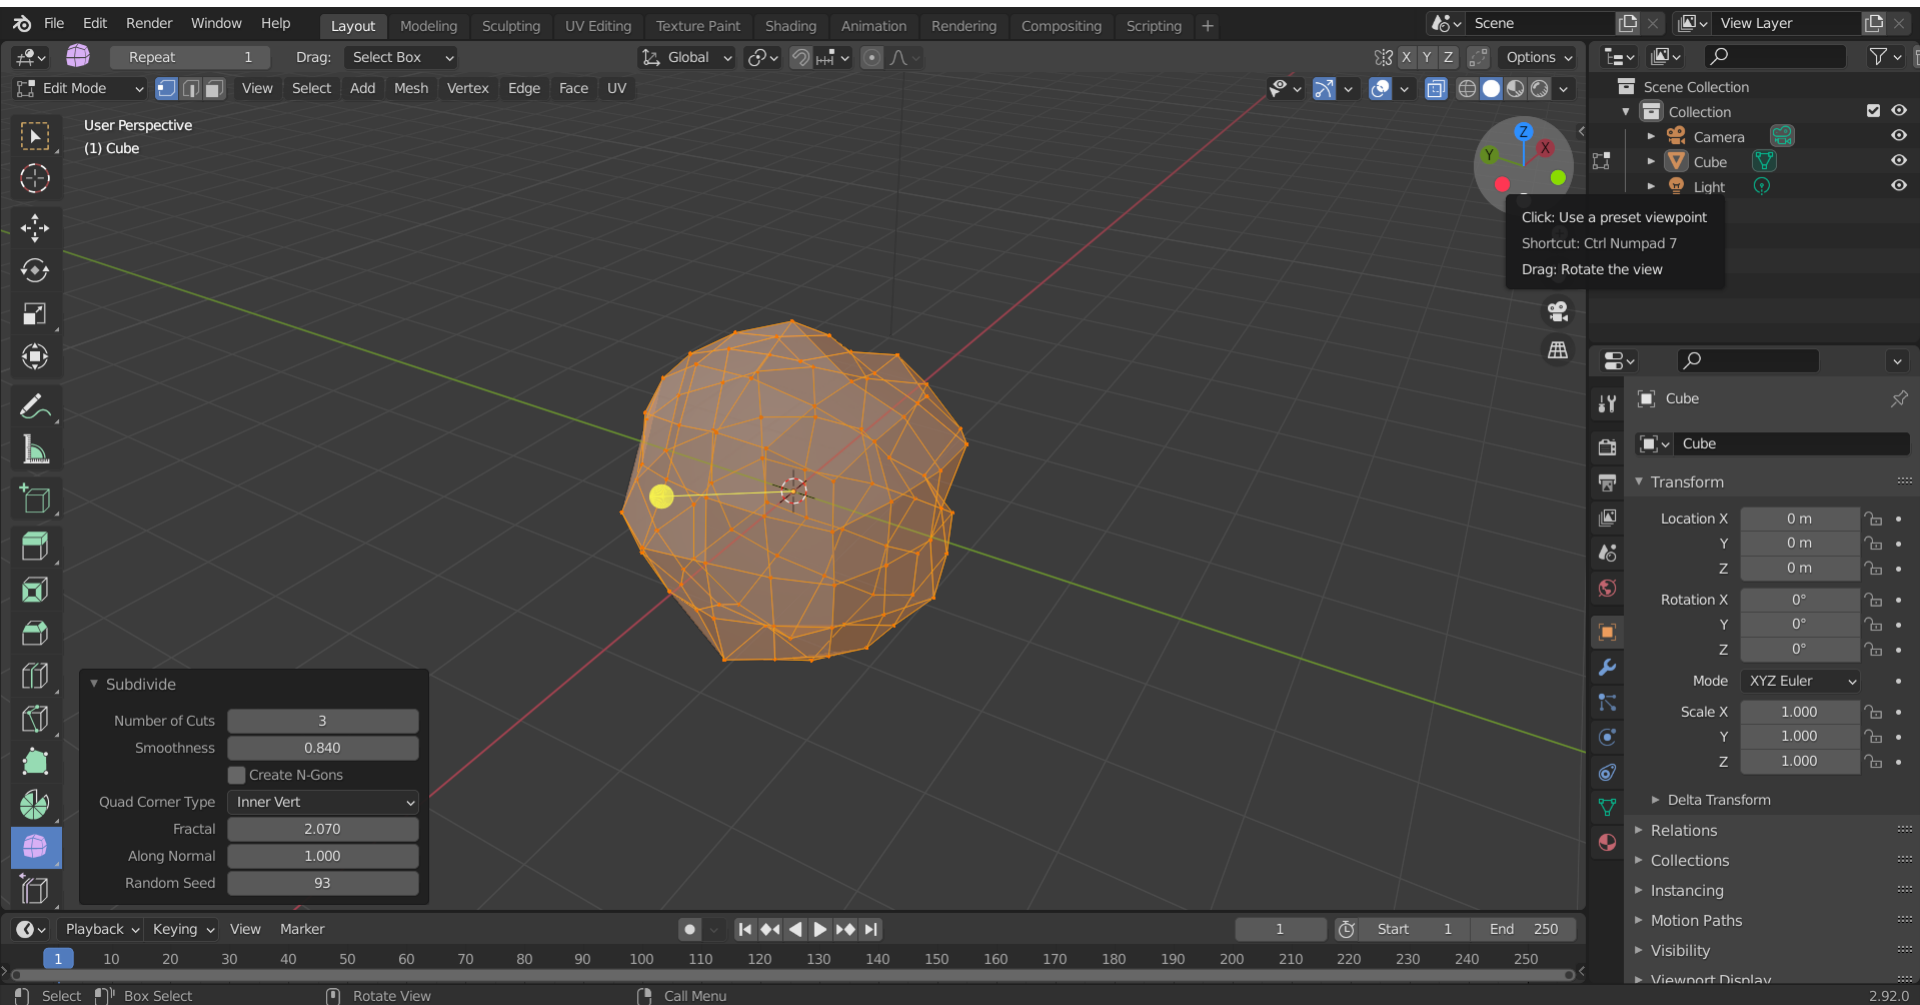 File Edit Render Window Help Layout Modeling Sculpting UV Editing Texture Paint Shading Animation Rendering Compositing Scripting + Scene View Layer
Repeat 1 Drag: Select Box Global X Y Z Options
Edit Mode View Select Add Mesh Vertex Edge Face UV
User Perspective
(1) Cube
Z
Y
X
Scene Collection
Collection
Camera
Cube
Light
Click: Use a preset viewpoint
Shortcut: Ctrl Numpad 7
Drag: Rotate the view
Cube
Cube
Transform
Location X 0 m
Y 0 m
Z 0 m
Rotation X 0°
Y 0°
Z 0°
Mode XYZ Euler
Scale X 1.000
Y 1.000
Z 1.000
Delta Transform
Relations
Collections
Instancing
Motion Paths
Visibility
Viewport Display
Subdivide
Number of Cuts 3
Smoothness 0.840
Create N-Gons
Quad Corner Type Inner Vert
Fractal 2.070
Along Normal 1.000
Random Seed 93
Playback Keying View Marker 1 Start 1 End 250
1 10 20 30 40 50 60 70 80 90 100 110 120 130 140 150 160 170 180 190 200 210 220 230 240 250
Select Box Select Rotate View Call Menu 2.92.0